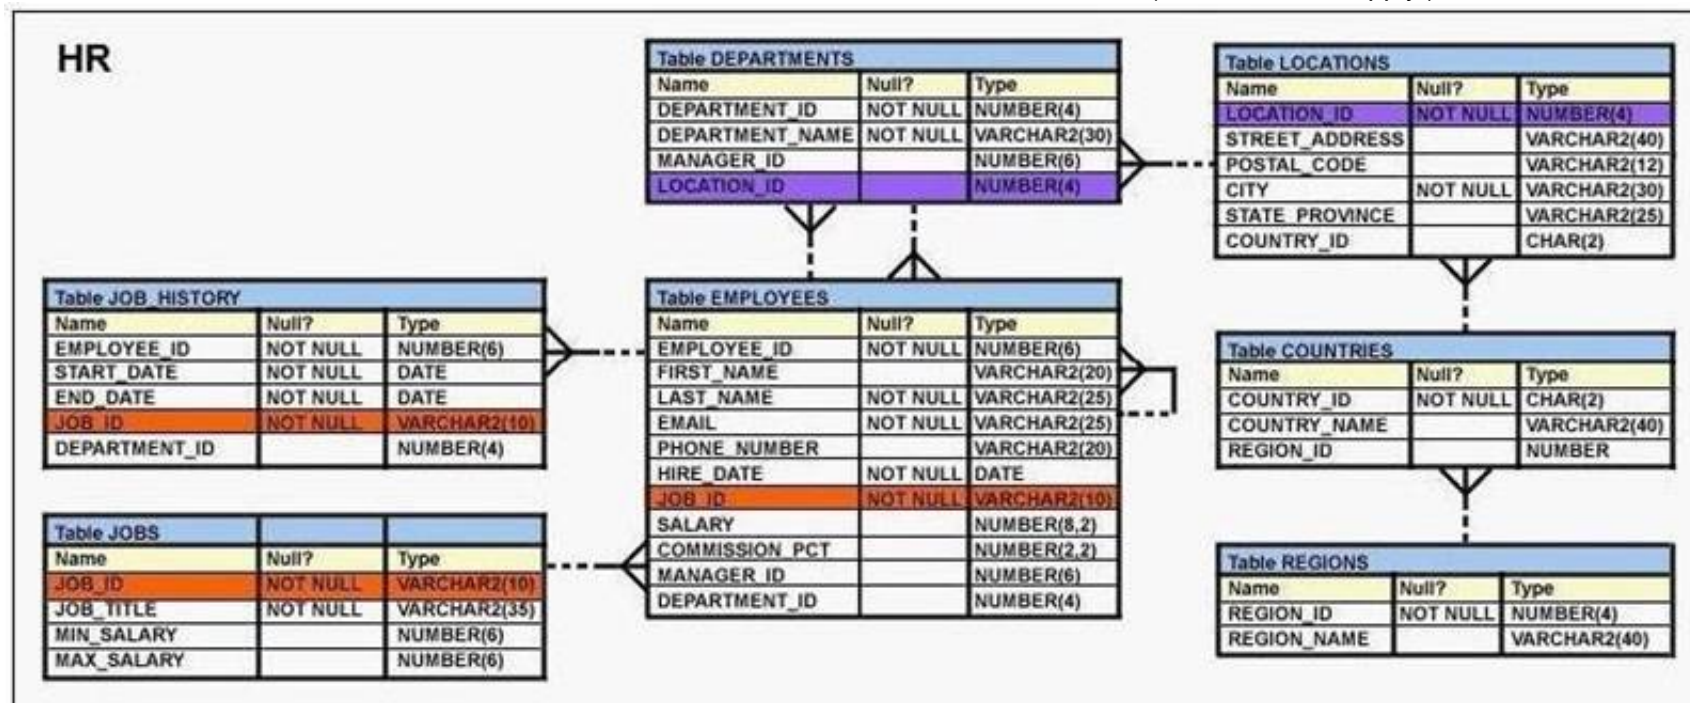 HR
Table DEPARTMENTS
Name Null? Type
DEPARTMENT_ID NOT NULL NUMBER(4)
DEPARTMENT_NAME NOT NULL VARCHAR2(30)
MANAGER_ID NUMBER(6)
LOCATION_ID NUMBER(4)
Table LOCATIONS
Name Null? Type
LOCATION_ID NOT NULL NUMBER(4)
STREET_ADDRESS VARCHAR2(40)
POSTAL_CODE VARCHAR2(12)
CITY NOT NULL VARCHAR2(30)
STATE_PROVINCE VARCHAR2(25)
COUNTRY_ID CHAR(2)
Table JOB_HISTORY
Name Null? Type
EMPLOYEE_ID NOT NULL NUMBER(6)
START_DATE NOT NULL DATE
END_DATE NOT NULL DATE
JOB_ID NOT NULL VARCHAR2(10)
DEPARTMENT_ID NUMBER(4)
Table EMPLOYEES
Name Null? Type
EMPLOYEE_ID NOT NULL NUMBER(6)
FIRST_NAME VARCHAR2(20)
LAST_NAME NOT NULL VARCHAR2(25)
EMAIL NOT NULL VARCHAR2(25)
PHONE_NUMBER VARCHAR2(20)
HIRE_DATE NOT NULL DATE
JOB_ID NOT NULL VARCHAR2(10)
SALARY NUMBER(8,2)
COMMISSION_PCT NUMBER(2,2)
MANAGER_ID NUMBER(6)
DEPARTMENT_ID NUMBER(4)
Table COUNTRIES
Name Null? Type
COUNTRY_ID NOT NULL CHAR(2)
COUNTRY_NAME VARCHAR2(40)
REGION_ID NUMBER
Table JOBS
Name Null? Type
JOB_ID NOT NULL VARCHAR2(10)
JOB_TITLE NOT NULL VARCHAR2(35)
MIN_SALARY NUMBER(6)
MAX_SALARY NUMBER(6)
Table REGIONS
Name Null? Type
REGION_ID NOT NULL NUMBER(4)
REGION_NAME VARCHAR2(40)